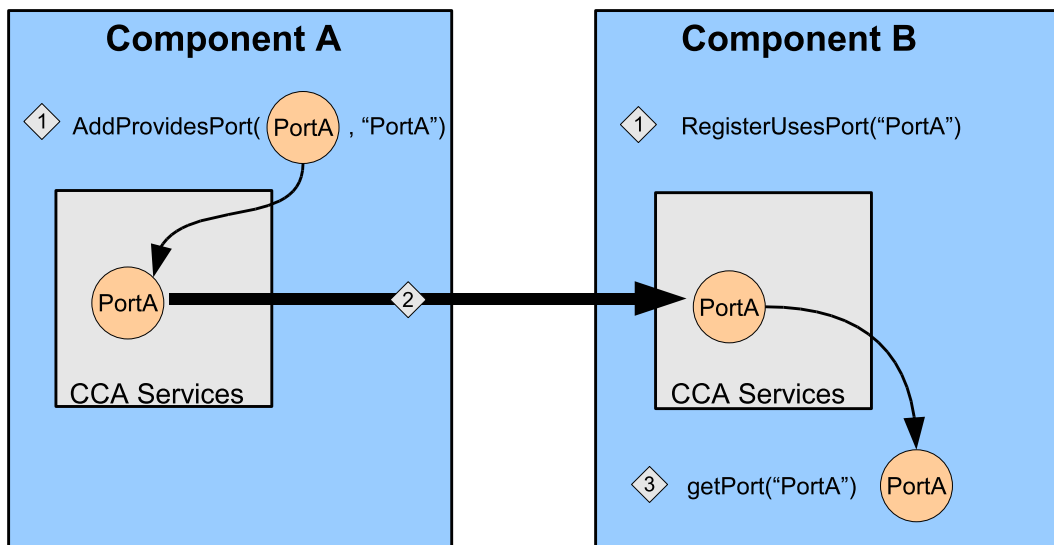 Component A
1 AddProvidesPort( PortA , “PortA”)
PortA
CCA Services
2
Component B
1 RegisterUsesPort(“PortA”)
PortA
CCA Services
3 getPort(“PortA”) PortA